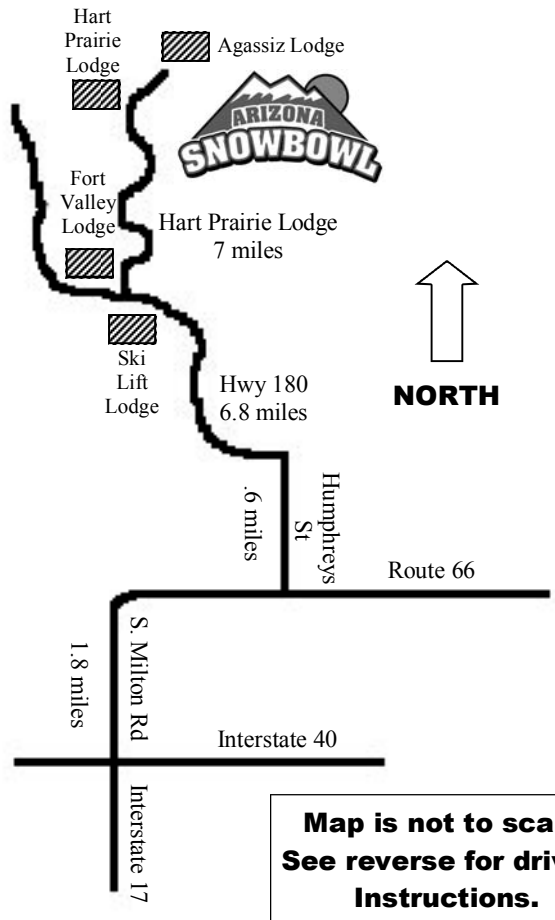 Hart
Prairie
Lodge
Agassiz Lodge
ARIZONA
SNOWBOWL
Fort
Valley
Lodge
Hart Prairie Lodge
7 miles
Ski
Lift
Lodge
Hwy 180
6.8 miles
NORTH
.6 miles
Humphreys
St
Route 66
1.8 miles
S. Milton Rd
Interstate 40
Interstate 17
Map is not to sca
See reverse for driv
Instructions.